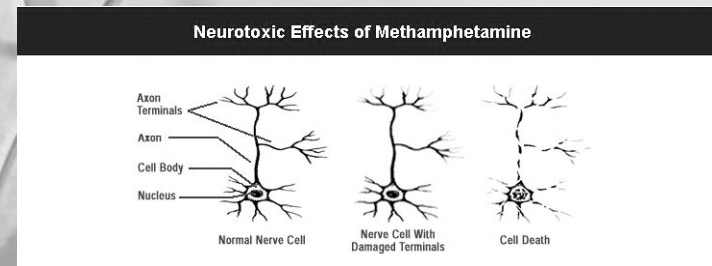 Neurotoxic Effects of Methamphetamine
Axon
Terminals
Axon
Cell Body
Nucleus
Normal Nerve Cell
Nerve Cell With
Damaged Terminals
Cell Death